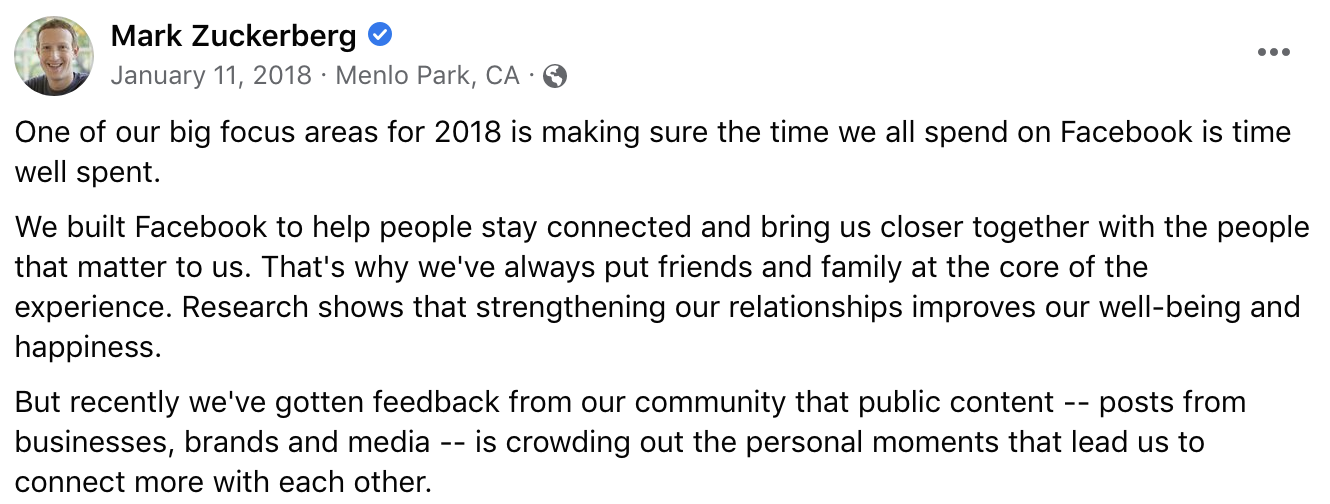 Mark Zuckerberg
January 11, 2018 · Menlo Park, CA ·
One of our big focus areas for 2018 is making sure the time we all spend on Facebook is time
well spent.
We built Facebook to help people stay connected and bring us closer together with the people
that matter to us. That's why we've always put friends and family at the core of the
experience. Research shows that strengthening our relationships improves our well-being and
happiness.
But recently we've gotten feedback from our community that public content -- posts from
businesses, brands and media -- is crowding out the personal moments that lead us to
connect more with each other.